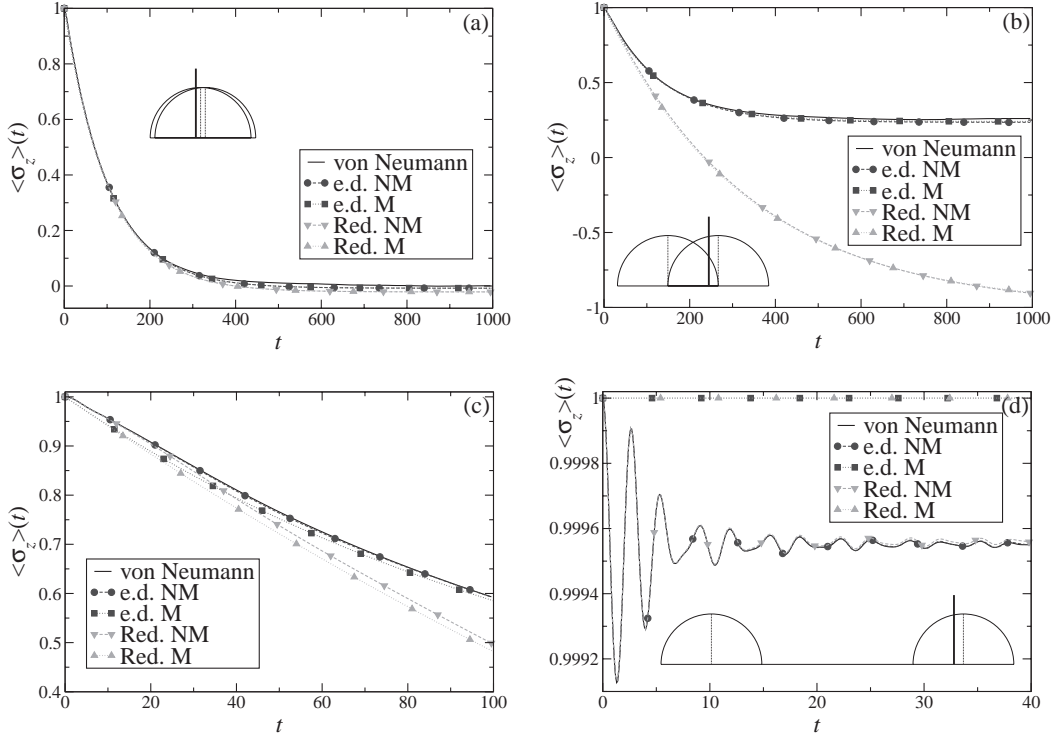 1
0.8
0.6
0.4
0.2
0
<σz>(t)
0
200
400
600
800
1000
t
(a)
von Neumann
e.d. NM
e.d. M
Red. NM
Red. M
1
0.5
0
-0.5
-1
<σz>(t)
0
200
400
600
800
1000
t
(b)
von Neumann
e.d. NM
e.d. M
Red. NM
Red. M
1
0.9
0.8
0.7
0.6
0.5
0.4
<σz>(t)
0
20
40
60
80
100
t
(c)
von Neumann
e.d. NM
e.d. M
Red. NM
Red. M
1
0.9998
0.9996
0.9994
0.9992
<σz>(t)
0
10
20
30
40
t
(d)
von Neumann
e.d. NM
e.d. M
Red. NM
Red. M